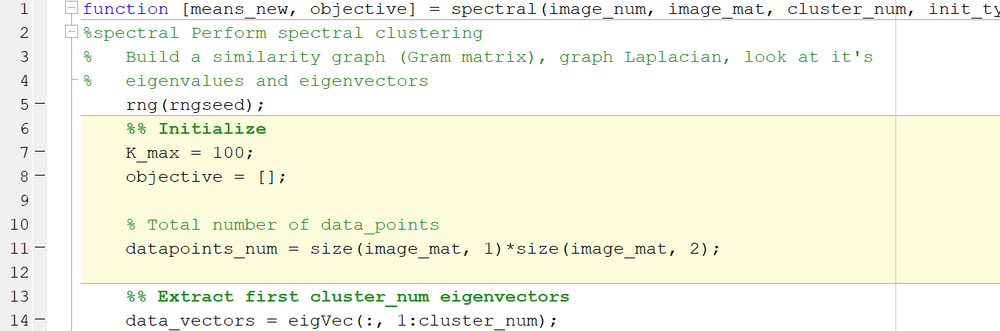 1 function [means_new, objective] = spectral(image_num, image_mat, cluster_num, init_ty
2 %spectral Perform spectral clustering
3 %   Build a similarity graph (Gram matrix), graph Laplacian, look at it's
4 %   eigenvalues and eigenvectors
5     rng(rngseed);
6     %% Initialize
7     K_max = 100;
8     objective = [];
9
10     % Total number of data_points
11     datapoints_num = size(image_mat, 1)*size(image_mat, 2);
12
13     %% Extract first cluster_num eigenvectors
14     data_vectors = eigVec(:, 1:cluster_num);